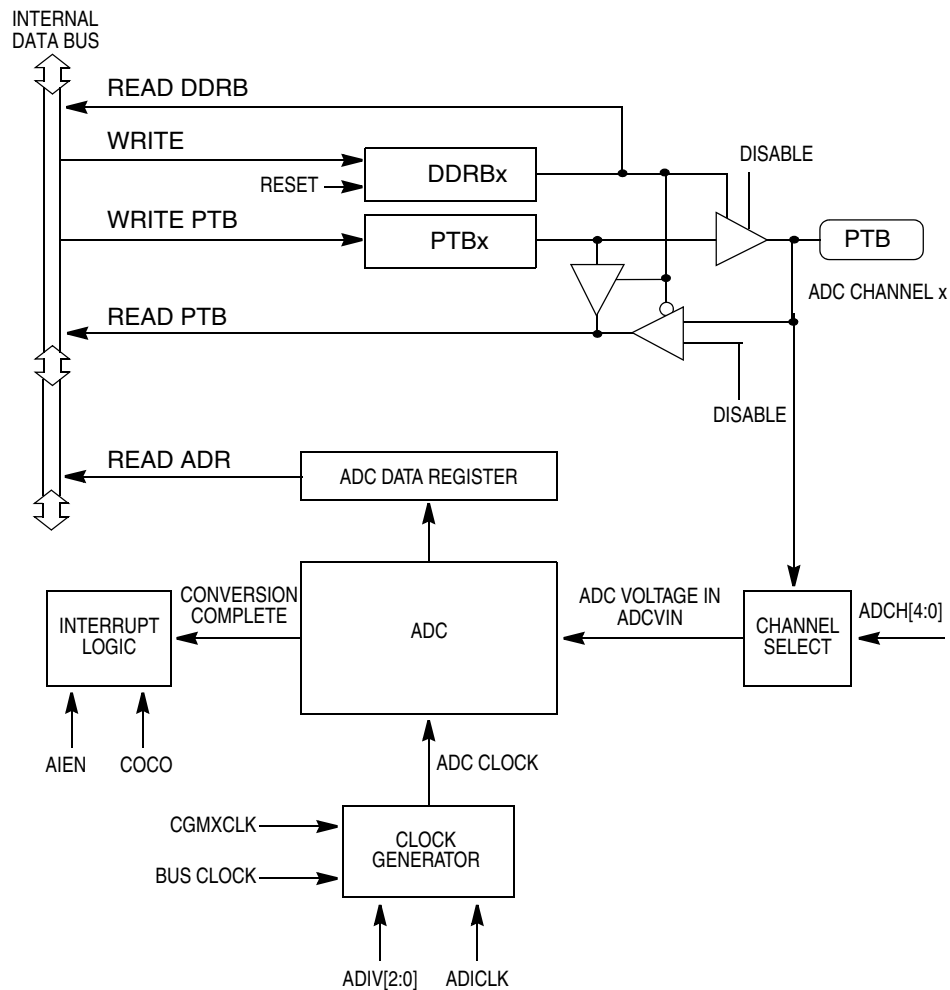 INTERNAL
DATA BUS
READ DDRB
WRITE
RESET
DDRBx
DISABLE
WRITE PTB
PTBx
PTB
ADC CHANNEL x
READ PTB
DISABLE
READ ADR
ADC DATA REGISTER
INTERRUPT
LOGIC
CONVERSION
COMPLETE
ADC
ADC VOLTAGE IN
ADCVIN
CHANNEL
SELECT
ADCH[4:0]
AIEN
COCO
ADC CLOCK
CGMXCLK
BUS CLOCK
CLOCK
GENERATOR
ADIV[2:0]
ADICLK